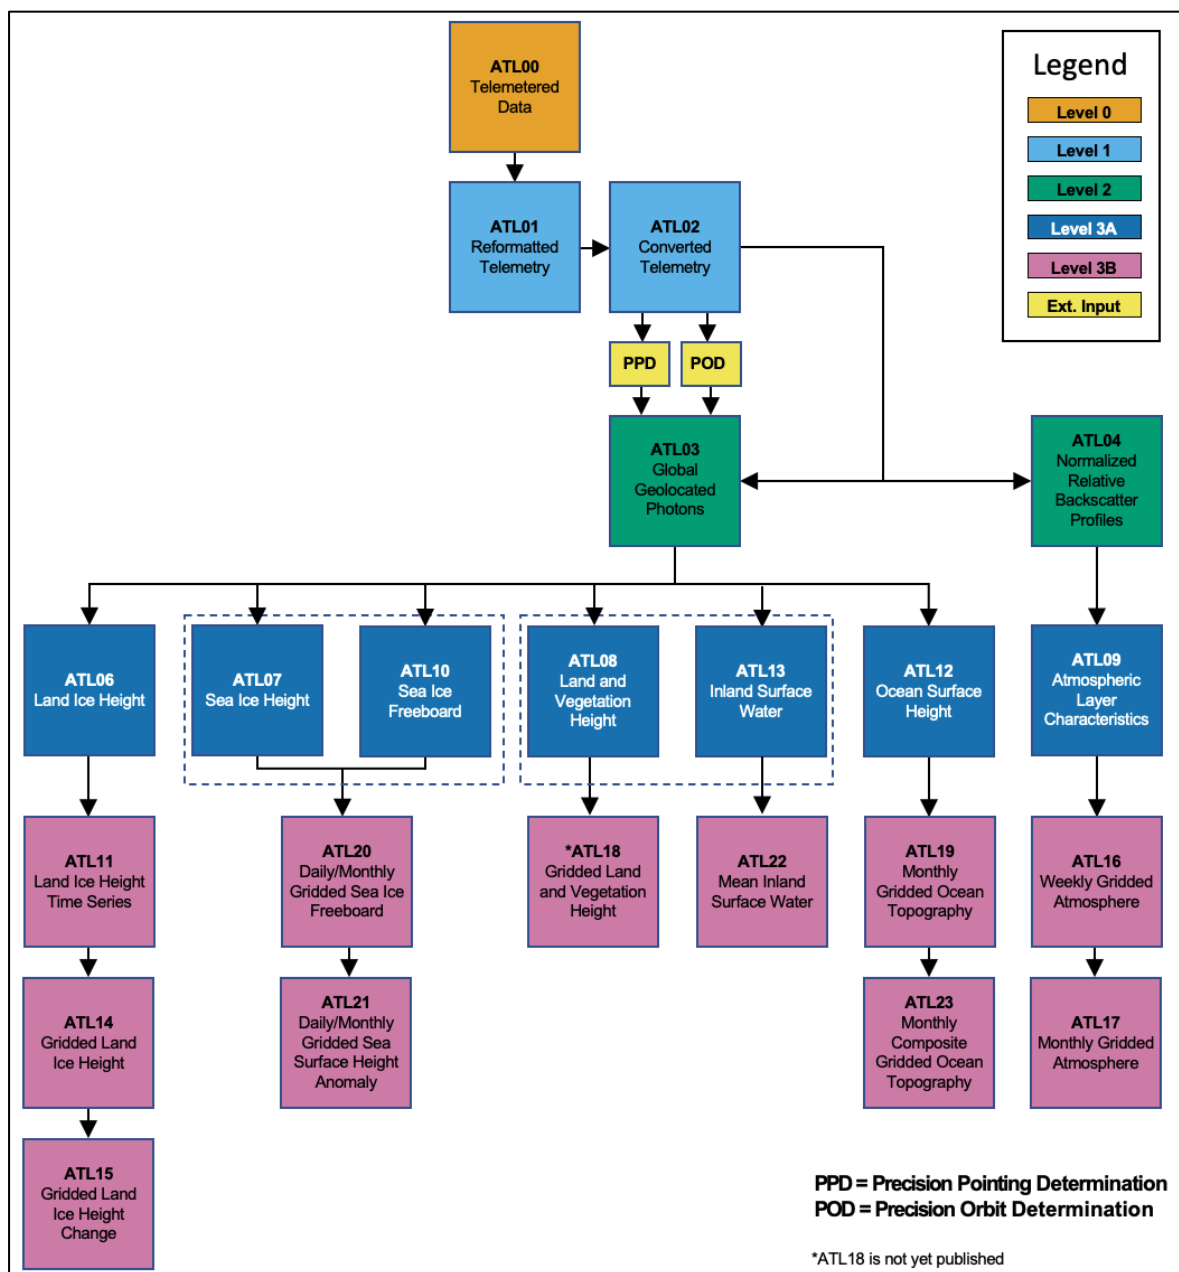 ATL00
Telemetered
Data
Legend
Level 0
Level 1
Level 2
Level 3A
Level 3B
Ext. Input
ATL01
Reformatted
Telemetry
ATL02
Converted
Telemetry
PPD
POD
ATL03
Global
Geolocated
Photons
ATL04
Normalized
Relative
Backscatter
Profiles
ATL06
Land Ice Height
ATL07
Sea Ice Height
ATL10
Sea Ice
Freeboard
ATL08
Land and
Vegetation
Height
ATL13
Inland Surface
Water
ATL12
Ocean Surface
Height
ATL09
Atmospheric
Layer
Characteristics
ATL11
Land Ice Height
Time Series
ATL20
Daily/Monthly
Gridded Sea Ice
Freeboard
*ATL18
Gridded Land
and Vegetation
Height
ATL22
Mean Inland
Surface Water
ATL19
Monthly
Gridded Ocean
Topography
ATL16
Weekly Gridded
Atmosphere
ATL14
Gridded Land
Ice Height
ATL21
Daily/Monthly
Gridded Sea
Surface Height
Anomaly
ATL23
Monthly
Composite
Gridded Ocean
Topography
ATL17
Monthly Gridded
Atmosphere
ATL15
Gridded Land
Ice Height
Change
PPD = Precision Pointing Determination
POD = Precision Orbit Determination
*ATL18 is not yet published